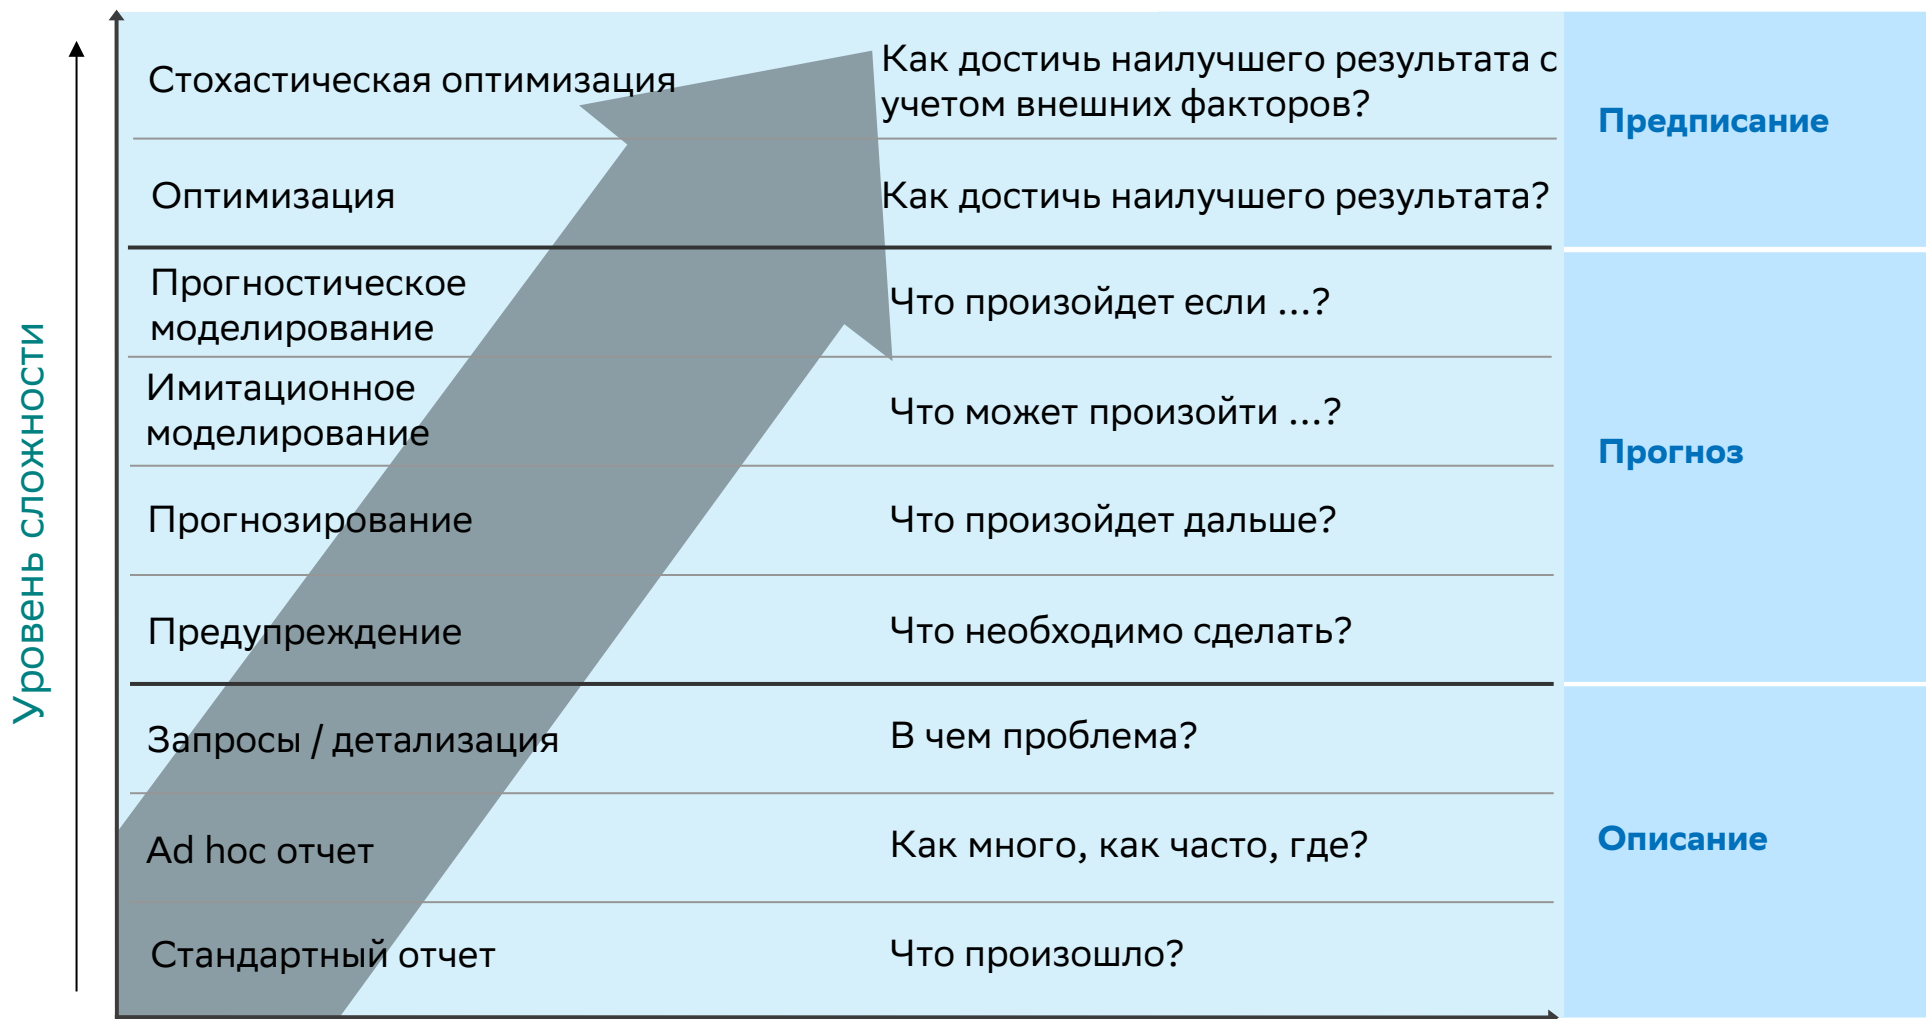 Уровень сложности
Стохастическая оптимизация
Как достичь наилучшего результата с
учетом внешних факторов?
Предписание
Оптимизация
Как достичь наилучшего результата?
Прогностическое
моделирование
Что произойдет если ...?
Имитационное
моделирование
Что может произойти ...?
Прогноз
Прогнозирование
Что произойдет дальше?
Предупреждение
Что необходимо сделать?
Запросы / детализация
В чем проблема?
Ad hoc отчет
Как много, как часто, где?
Описание
Стандартный отчет
Что произошло?